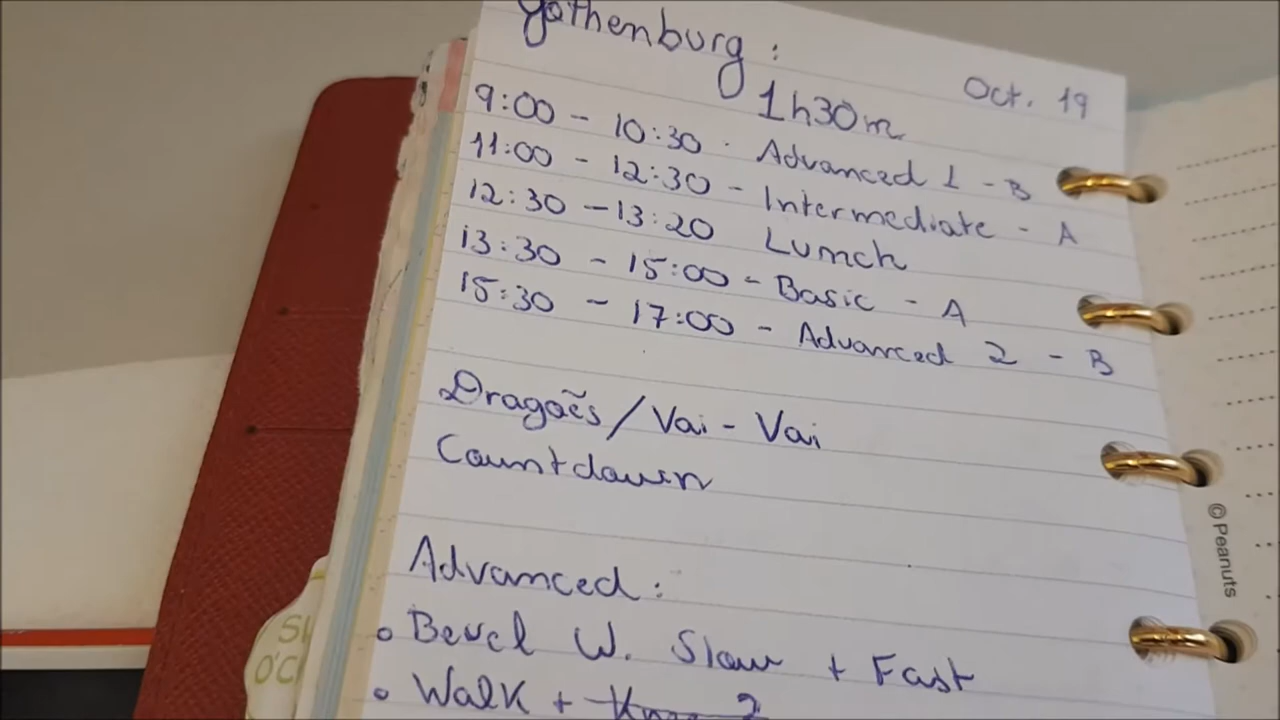 Gothenburg:
Oct. 19
1h30m
9:00 - 10:30 . Advanced 1 - B
11:00 - 12:30 - Intermediate - A
12:30 - 13:20 Lunch
13:30 - 15:00 - Basic - A
15:30 - 17:00 - Advanced 2 - B
Dragões / Vai - Vai
Countdown
Advanced:
• Bevel W. Slow + Fast
• Walk +
© Peanuts
O'C